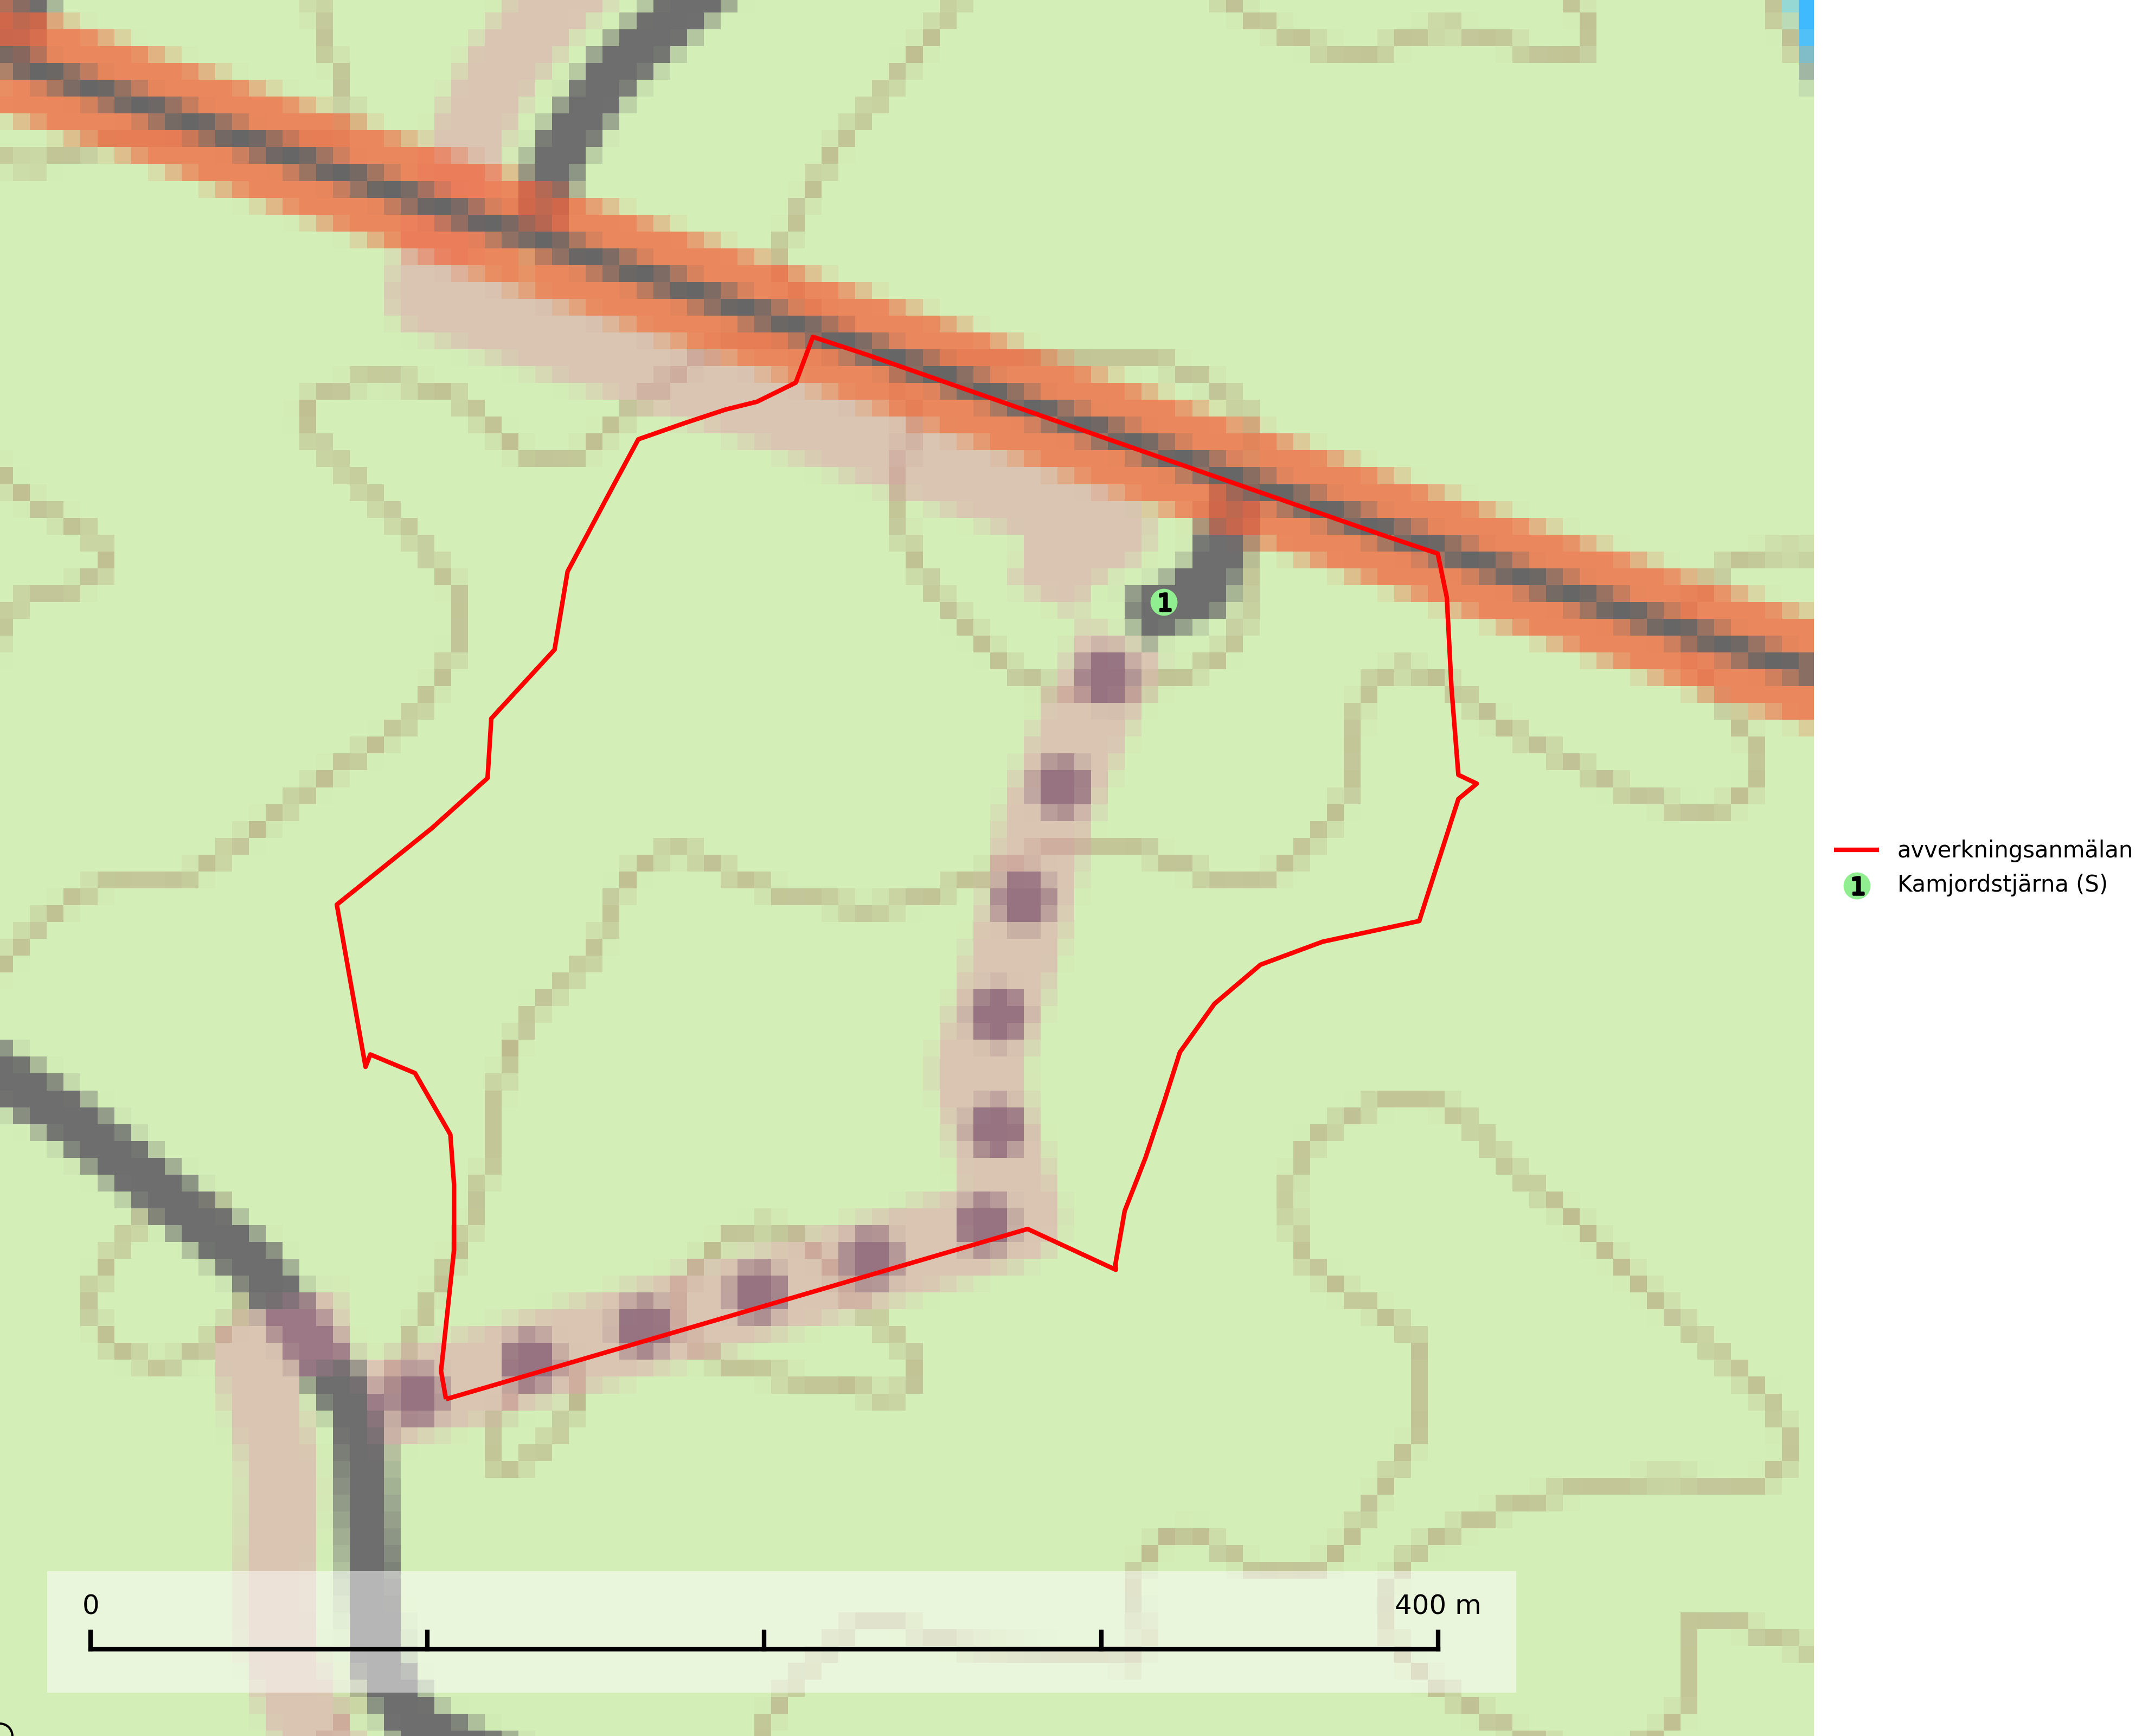 1
avverkningsanmälan
1 Kamjordstjärna (S)
0 400 m